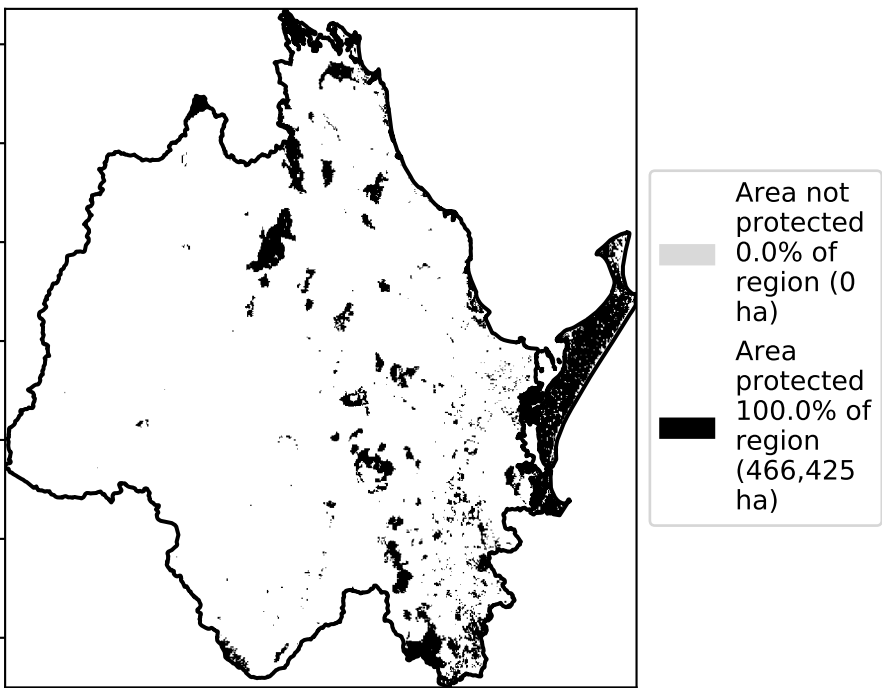 Area not
protected
0.0% of
region (0
ha)
Area
protected
100.0% of
region
(466,425
ha)